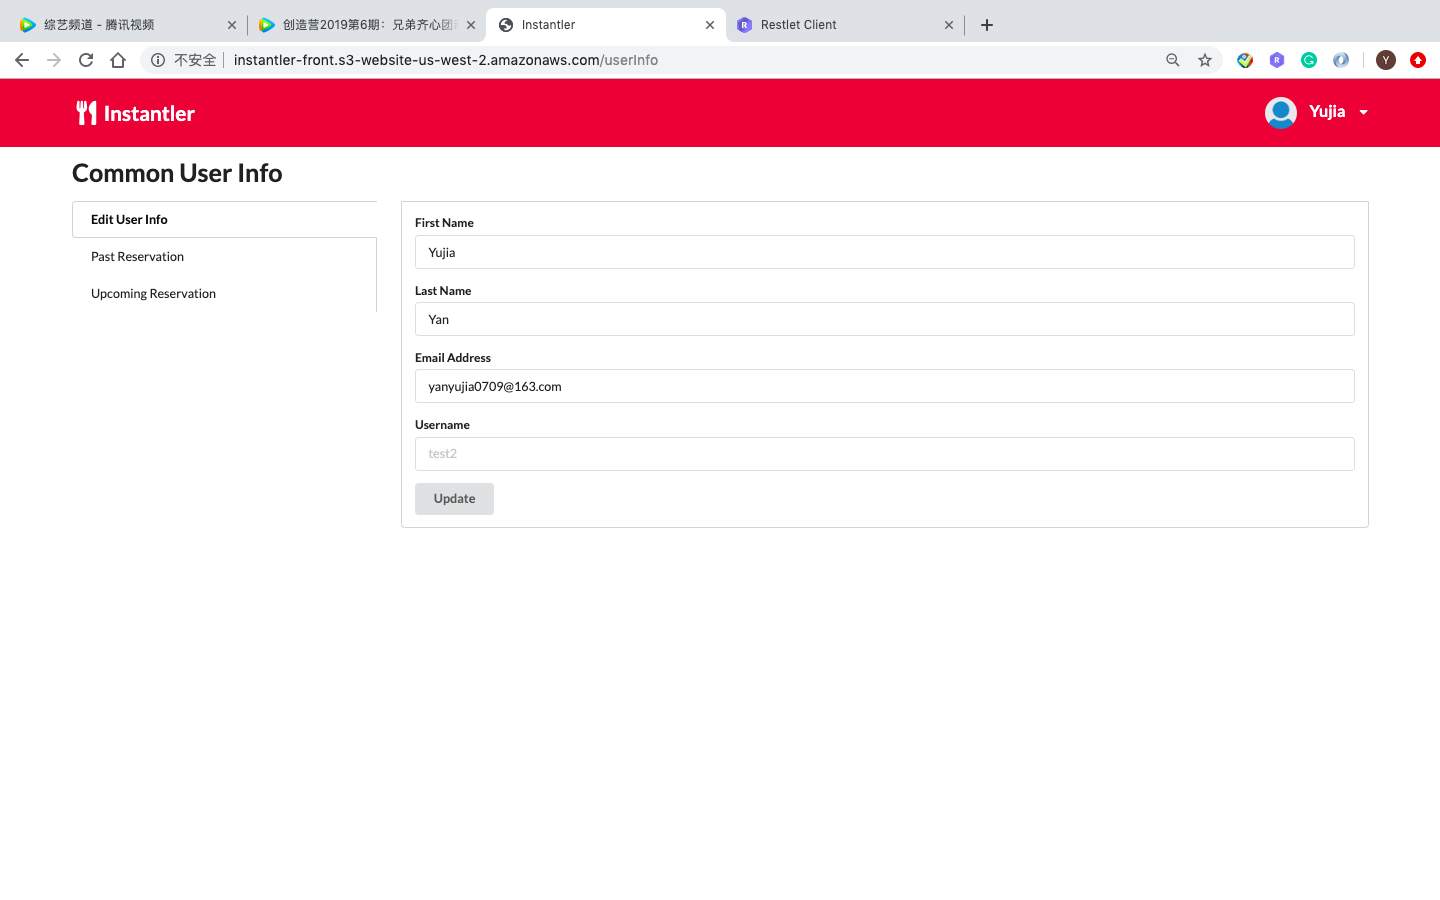 综艺频道 - 腾讯视频
创造营2019第6期：兄弟齐心团
Instantler
Restlet Client
不安全
instantler-front.s3-website-us-west-2.amazonaws.com/userInfo
Y
Instantler
Yujia
Common User Info
Edit User Info
Past Reservation
Upcoming Reservation
First Name
Yujia
Last Name
Yan
Email Address
yanyujia0709@163.com
Username
test2
Update